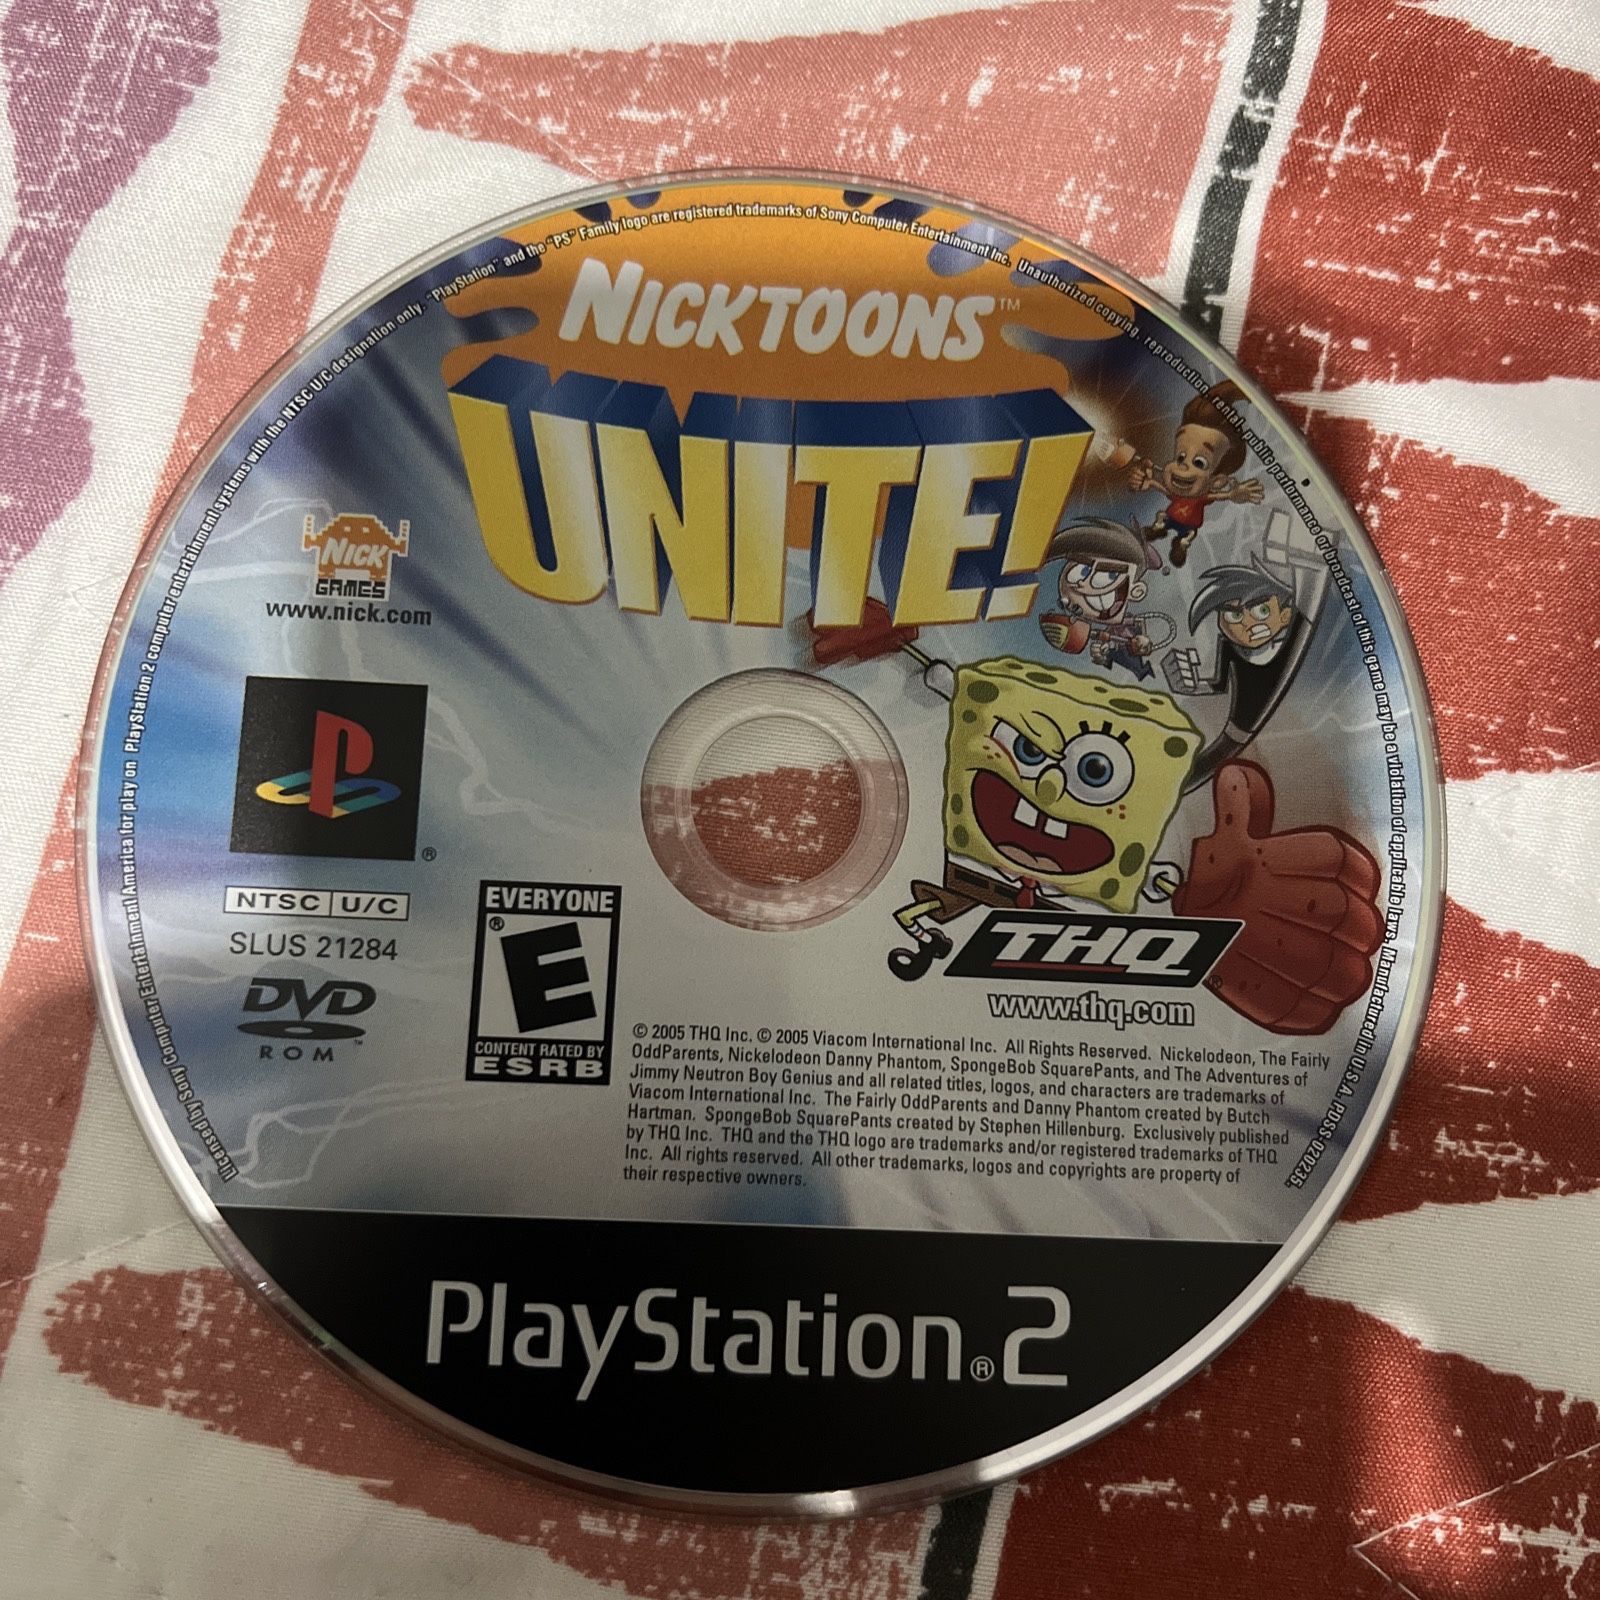 Licensed by Sony Computer Entertainment America for play on PlayStation 2 computer entertainment systems with the NTSC U/C designation only. "PlayStation" and the "PS" Family logo are registered trademarks of Sony Computer Entertainment Inc. Unauthorized copying, reproduction, rental, public performance or broadcast of this game may be a violation of applicable laws. Manufactured in U.S.A. PDSS-020235.
NICKTOONS™
UNITE!
NICK
GAMES
www.nick.com
®
NTSC U/C
SLUS 21284
DVD™
ROM
EVERYONE
®
E
CONTENT RATED BY
ESRB
THQ®
www.thq.com
© 2005 THQ Inc. © 2005 Viacom International Inc. All Rights Reserved. Nickelodeon, The Fairly
OddParents, Nickelodeon Danny Phantom, SpongeBob SquarePants, and The Adventures of
Jimmy Neutron Boy Genius and all related titles, logos, and characters are trademarks of
Viacom International Inc. The Fairly OddParents and Danny Phantom created by Butch
Hartman. SpongeBob SquarePants created by Stephen Hillenburg. Exclusively published
by THQ Inc. THQ and the THQ logo are trademarks and/or registered trademarks of THQ
Inc. All rights reserved. All other trademarks, logos and copyrights are property of
their respective owners.
PlayStation®2